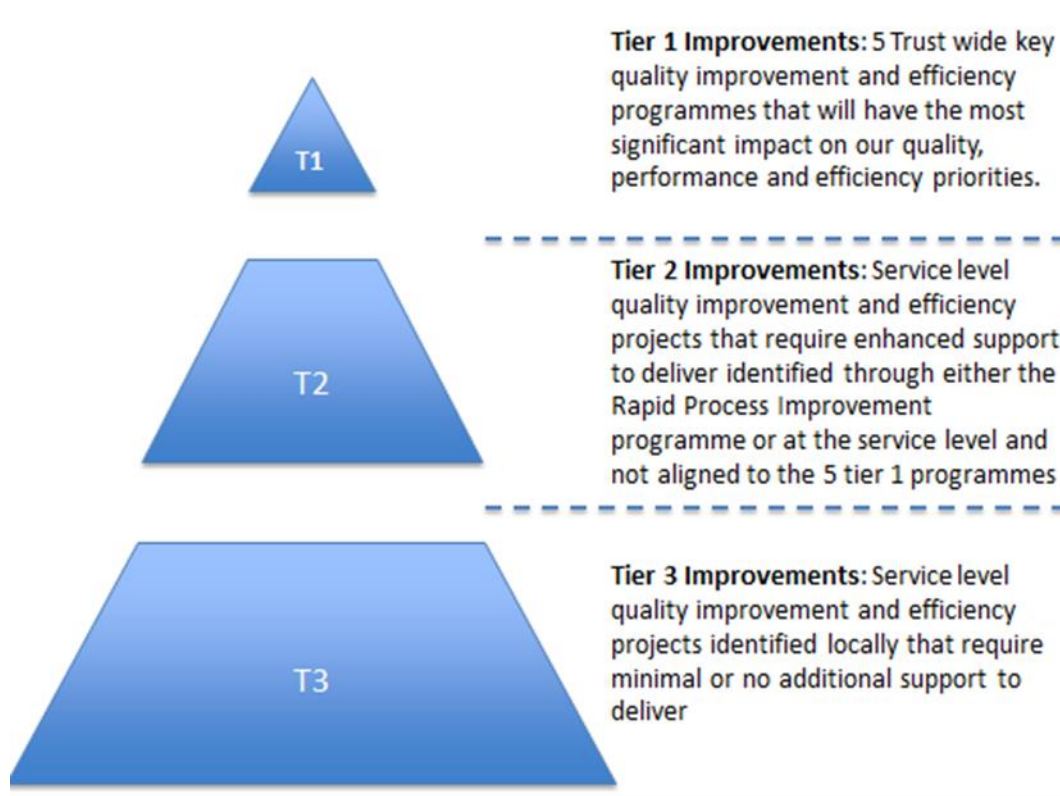 T1
Tier 1 Improvements: 5 Trust wide key
quality improvement and efficiency
programmes that will have the most
significant impact on our quality,
performance and efficiency priorities.
T2
Tier 2 Improvements: Service level
quality improvement and efficiency
projects that require enhanced support
to deliver identified through either the
Rapid Process Improvement
programme or at the service level and
not aligned to the 5 tier 1 programmes
T3
Tier 3 Improvements: Service level
quality improvement and efficiency
projects identified locally that require
minimal or no additional support to
deliver